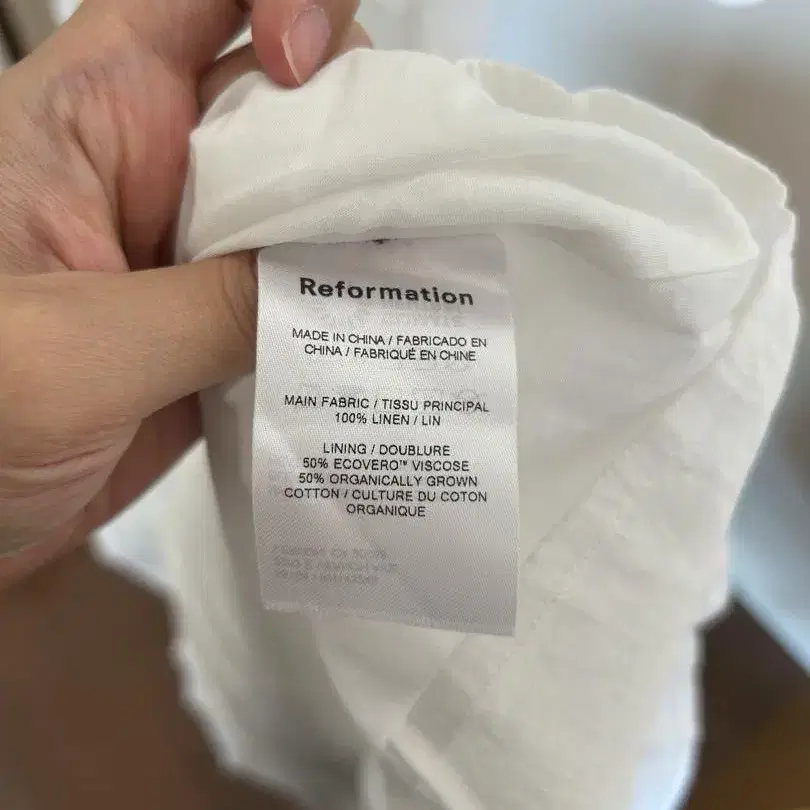 Reformation
MADE IN CHINA / FABRICADO EN
CHINA / FABRIQUÉ EN CHINE
MAIN FABRIC / TISSU PRINCIPAL
100% LINEN / LIN
LINING / DOUBLURE
50% ECOVERO™ VISCOSE
50% ORGANICALLY GROWN
COTTON / CULTURE DU COTON
ORGANIQUE